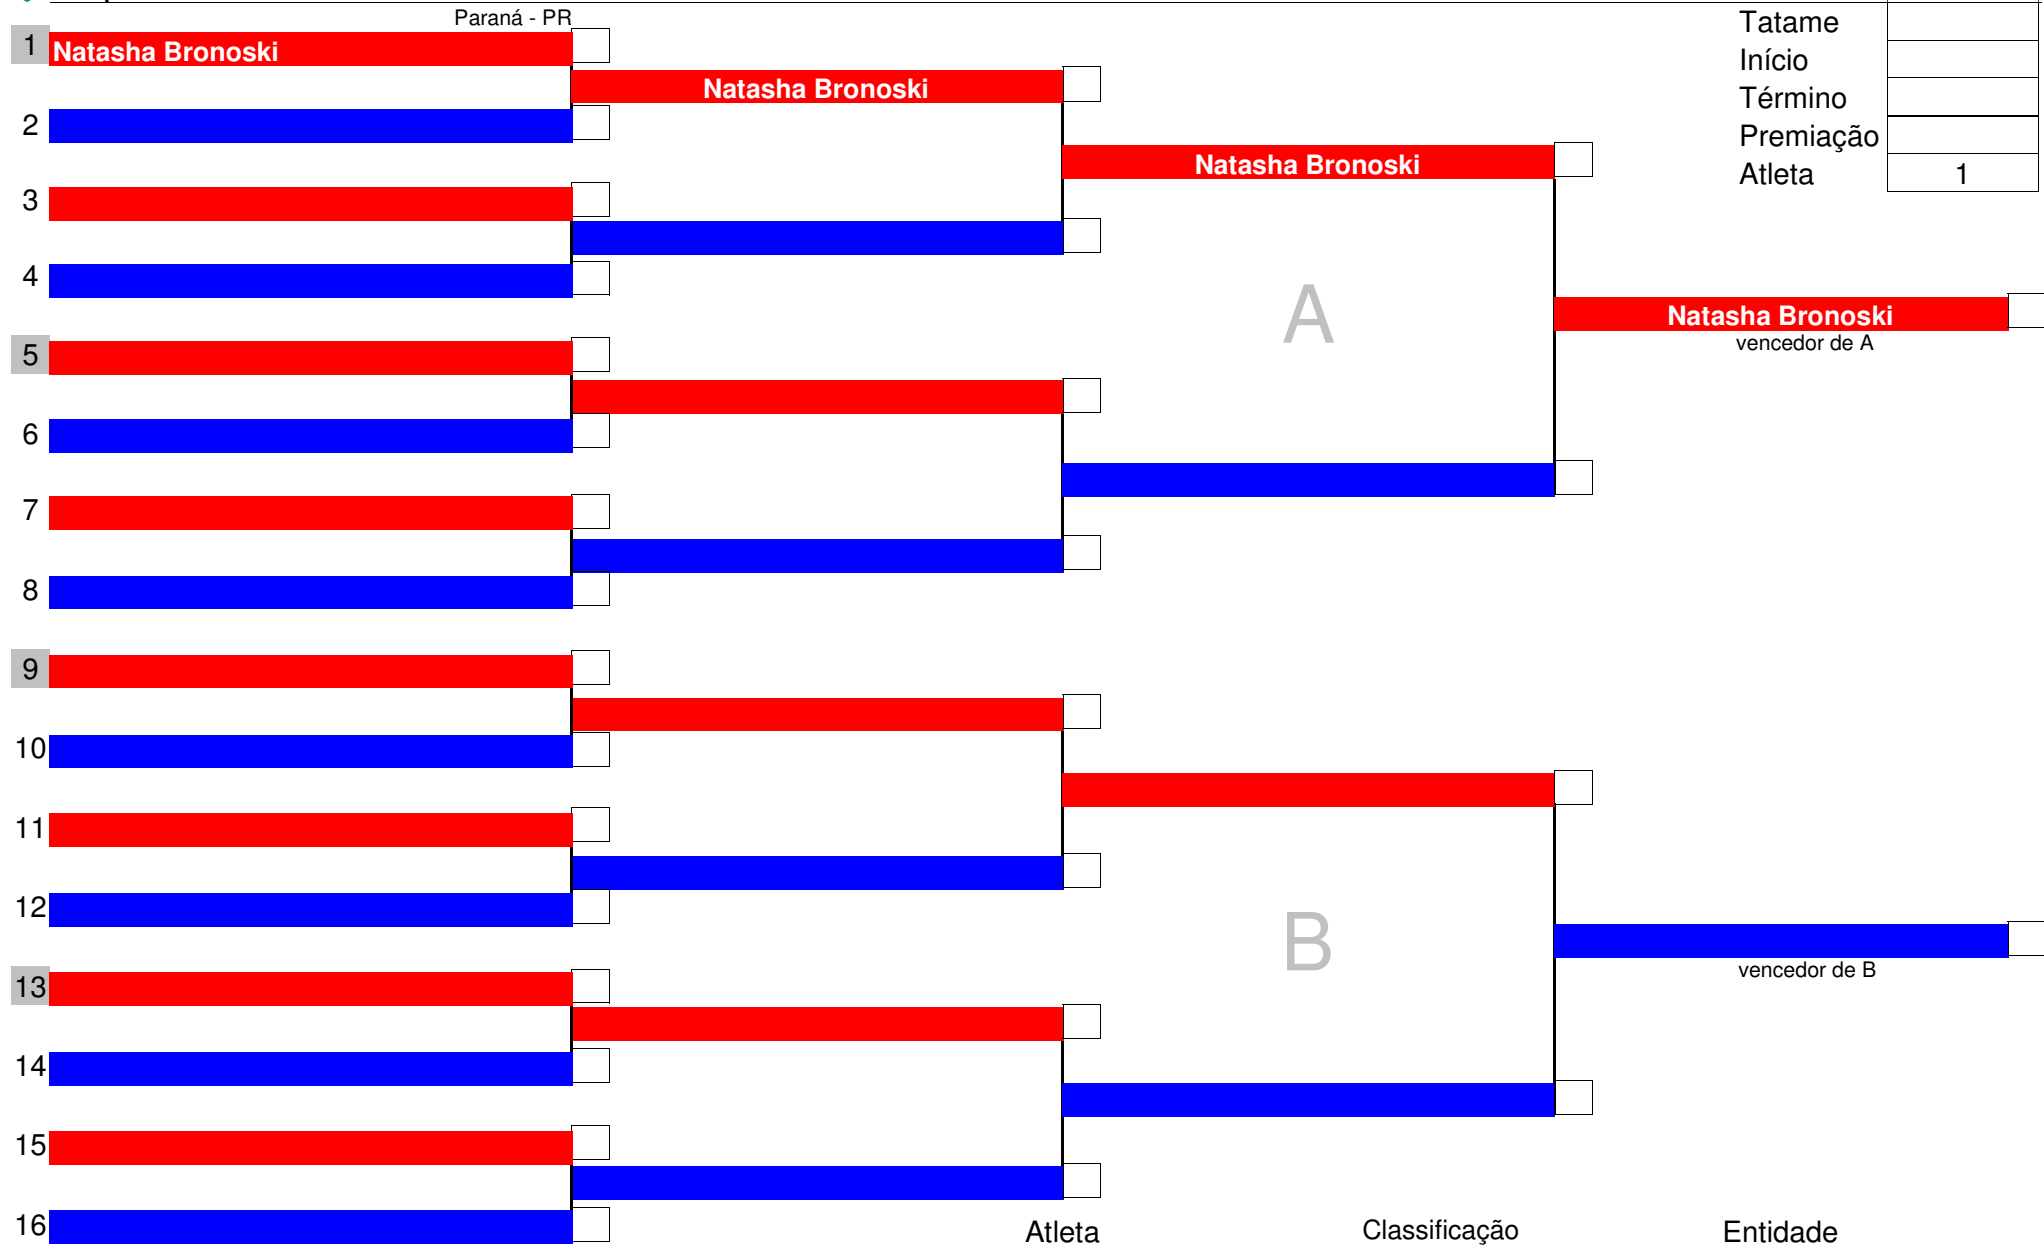 Paraná - PR
Tatame
1 Natasha Bronoski
Início
Natasha Bronoski
Término
2
Premiação
Natasha Bronoski
Atleta 1
3
4
A
Natasha Bronoski
vencedor de A
5
6
7
8
9
10
11
12
B
vencedor de B
13
14
15
16
Atleta Classificação Entidade